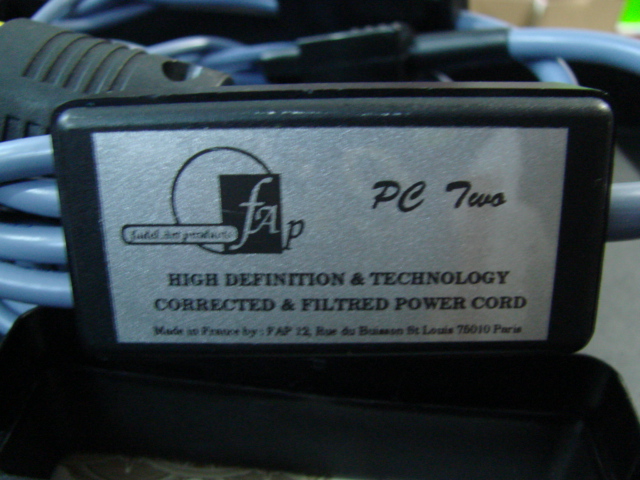 PC Two
fAp
HIGH DEFINITION & TECHNOLOGY
CORRECTED & FILTRED POWER CORD
Made in France by : FAP 12, Rue du Buisson St Louis 75010 Paris